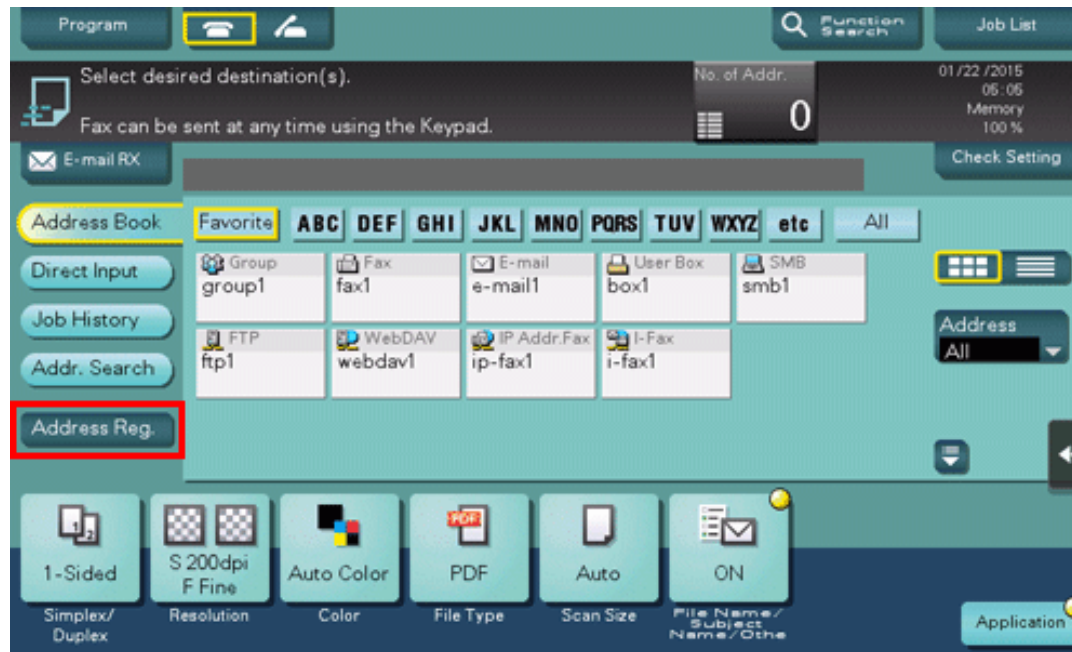 Program
Function
Search
Job List
Select desired destination(s).
No. of Addr.
0
01/22/2015
05:05
Memory
100 %
Fax can be sent at any time using the Keypad.
E-mail RX
Check Setting
Address Book
Favorite ABC DEF GHI JKL MNO PQRS TUV WXYZ etc All
Direct Input
Job History
Addr. Search
Address Reg.
Group
group1
Fax
fax1
E-mail
e-mail1
User Box
box1
SMB
smb1
FTP
ftp1
WebDAV
webdav1
IP Addr.Fax
ip-fax1
I-Fax
i-fax1
Address
All
1 2
1-Sided
S 200dpi
F Fine
Auto Color
PDF
PDF
Auto
ON
Simplex/
Duplex
Resolution
Color
File Type
Scan Size
File Name/
Subject
Name/Othe
Application